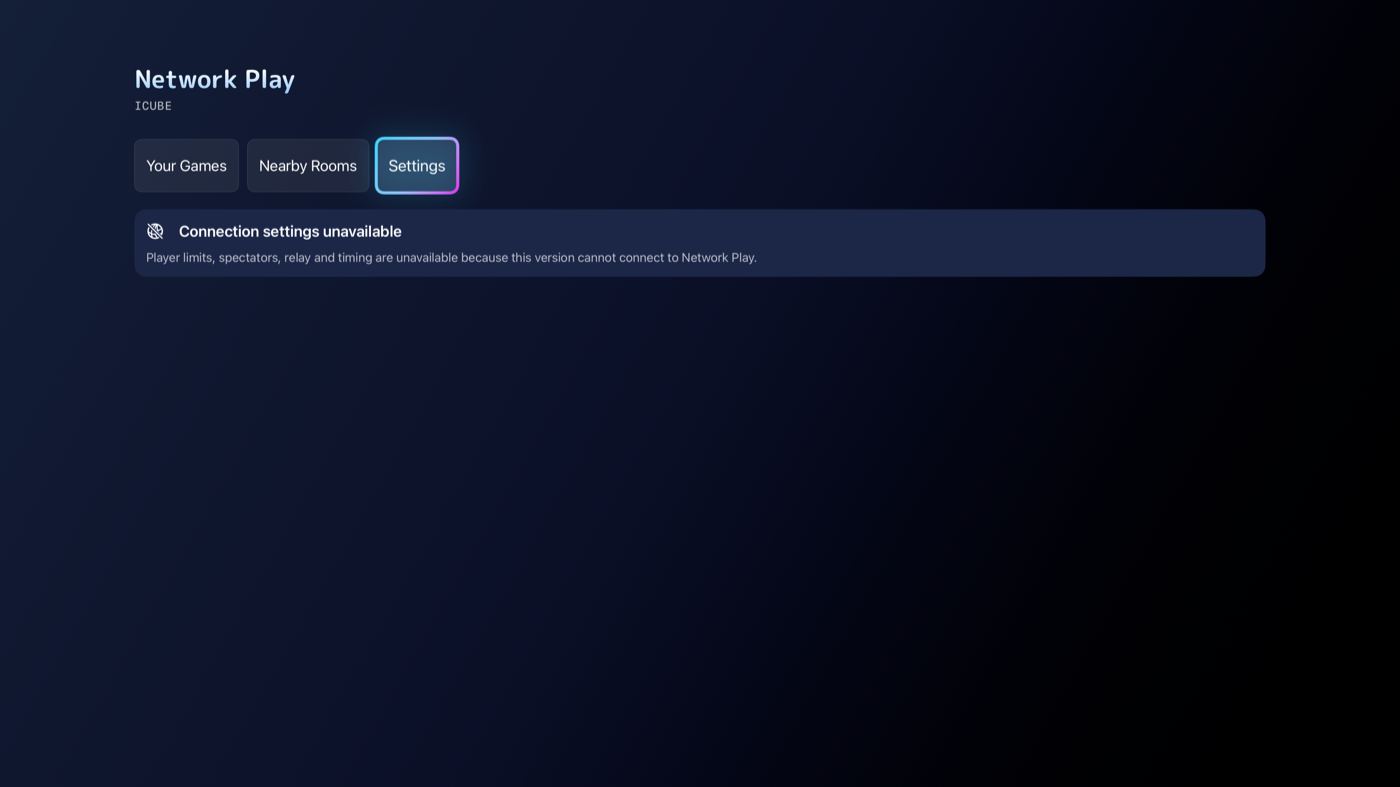 Network Play
ICUBE
Your Games
Nearby Rooms
Settings
Connection settings unavailable
Player limits, spectators, relay and timing are unavailable because this version cannot connect to Network Play.